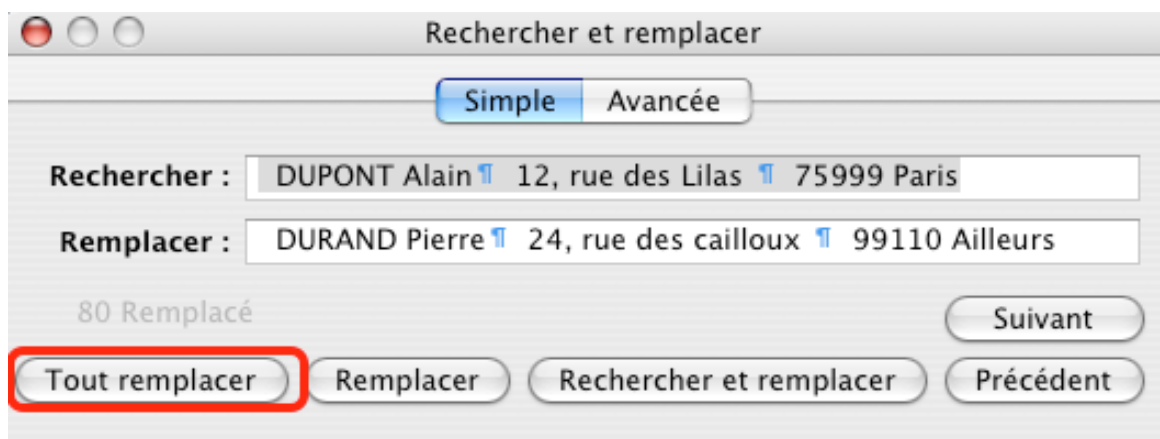 Rechercher et remplacer
Simple Avancée
Rechercher : DUPONT Alain¶ 12, rue des Lilas ¶ 75999 Paris
Remplacer : DURAND Pierre¶ 24, rue des cailloux ¶ 99110 Ailleurs
80 Remplacé Suivant
Tout remplacer Remplacer Rechercher et remplacer Précédent